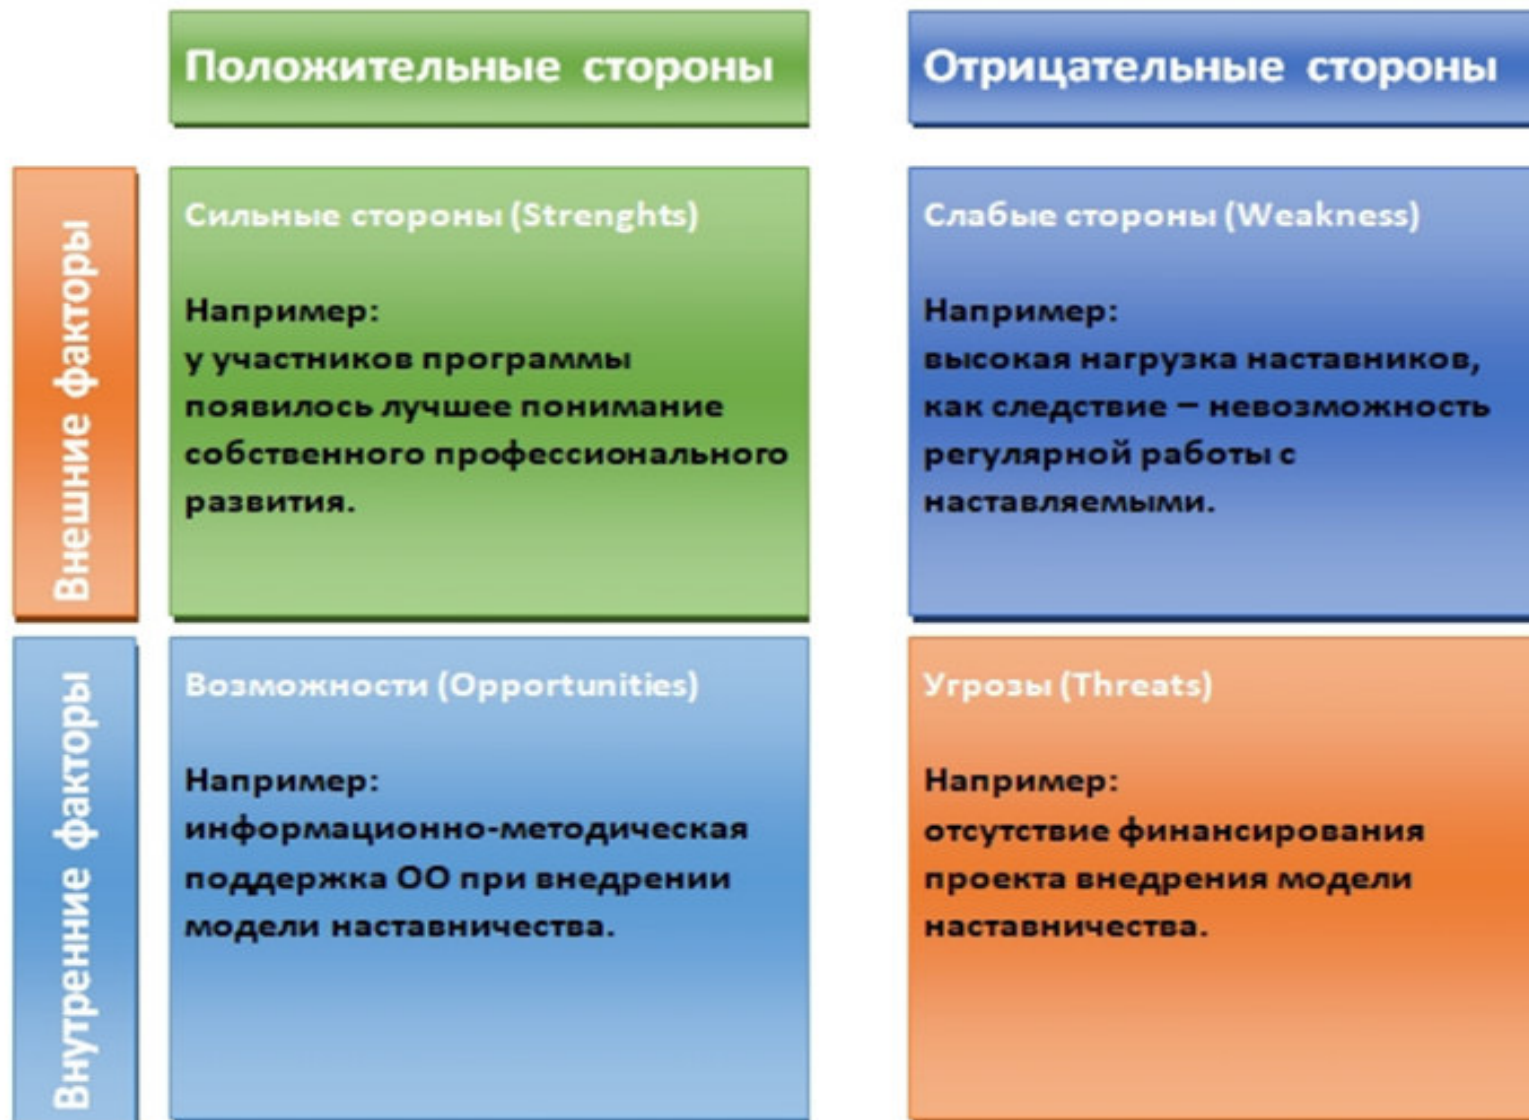 Положительные стороны
Отрицательные стороны
Внешние факторы
Сильные стороны (Strenghts)
Например:
у участников программы
появилось лучшее понимание
собственного профессионального
развития.
Слабые стороны (Weakness)
Например:
высокая нагрузка наставников,
как следствие – невозможность
регулярной работы с
наставляемыми.
Внутренние факторы
Возможности (Opportunities)
Например:
информационно-методическая
поддержка ОО при внедрении
модели наставничества.
Угрозы (Threats)
Например:
отсутствие финансирования
проекта внедрения модели
наставничества.